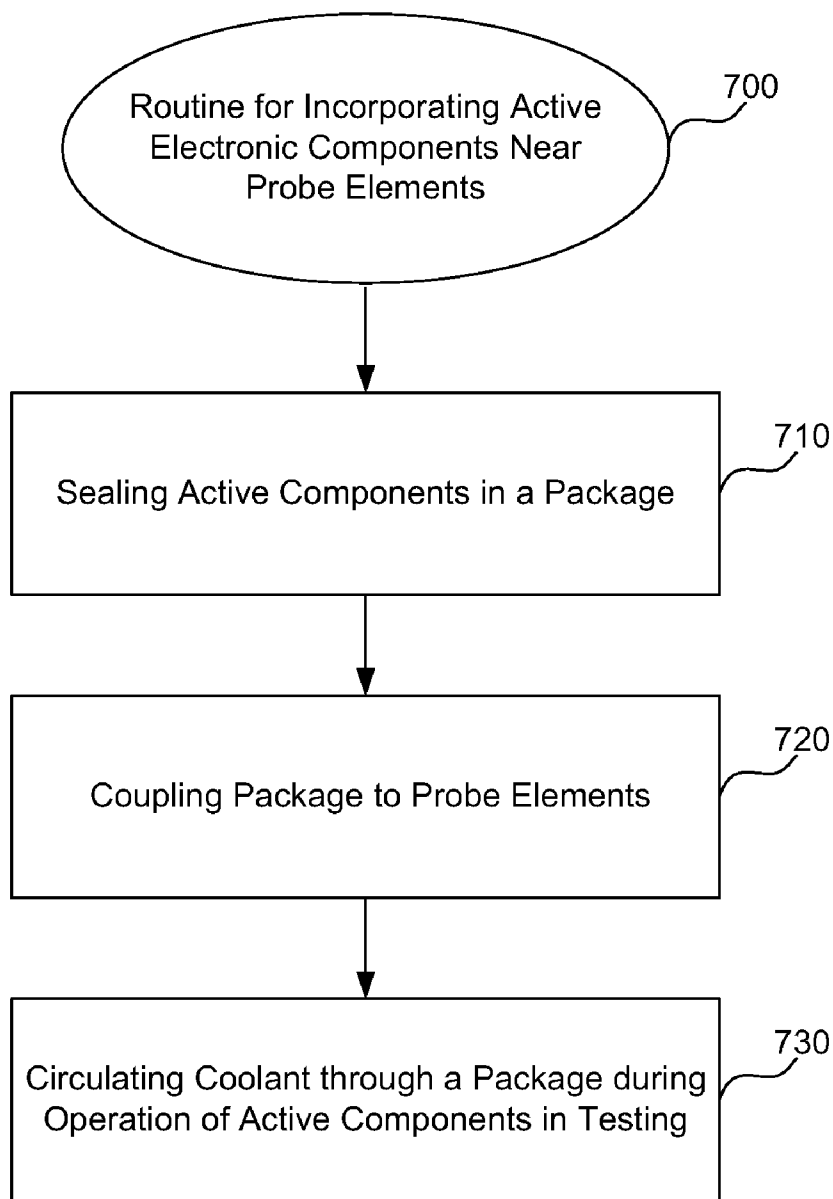 Routine for Incorporating Active
Electronic Components Near
Probe Elements
700
Sealing Active Components in a Package
710
Coupling Package to Probe Elements
720
Circulating Coolant through a Package during
Operation of Active Components in Testing
730